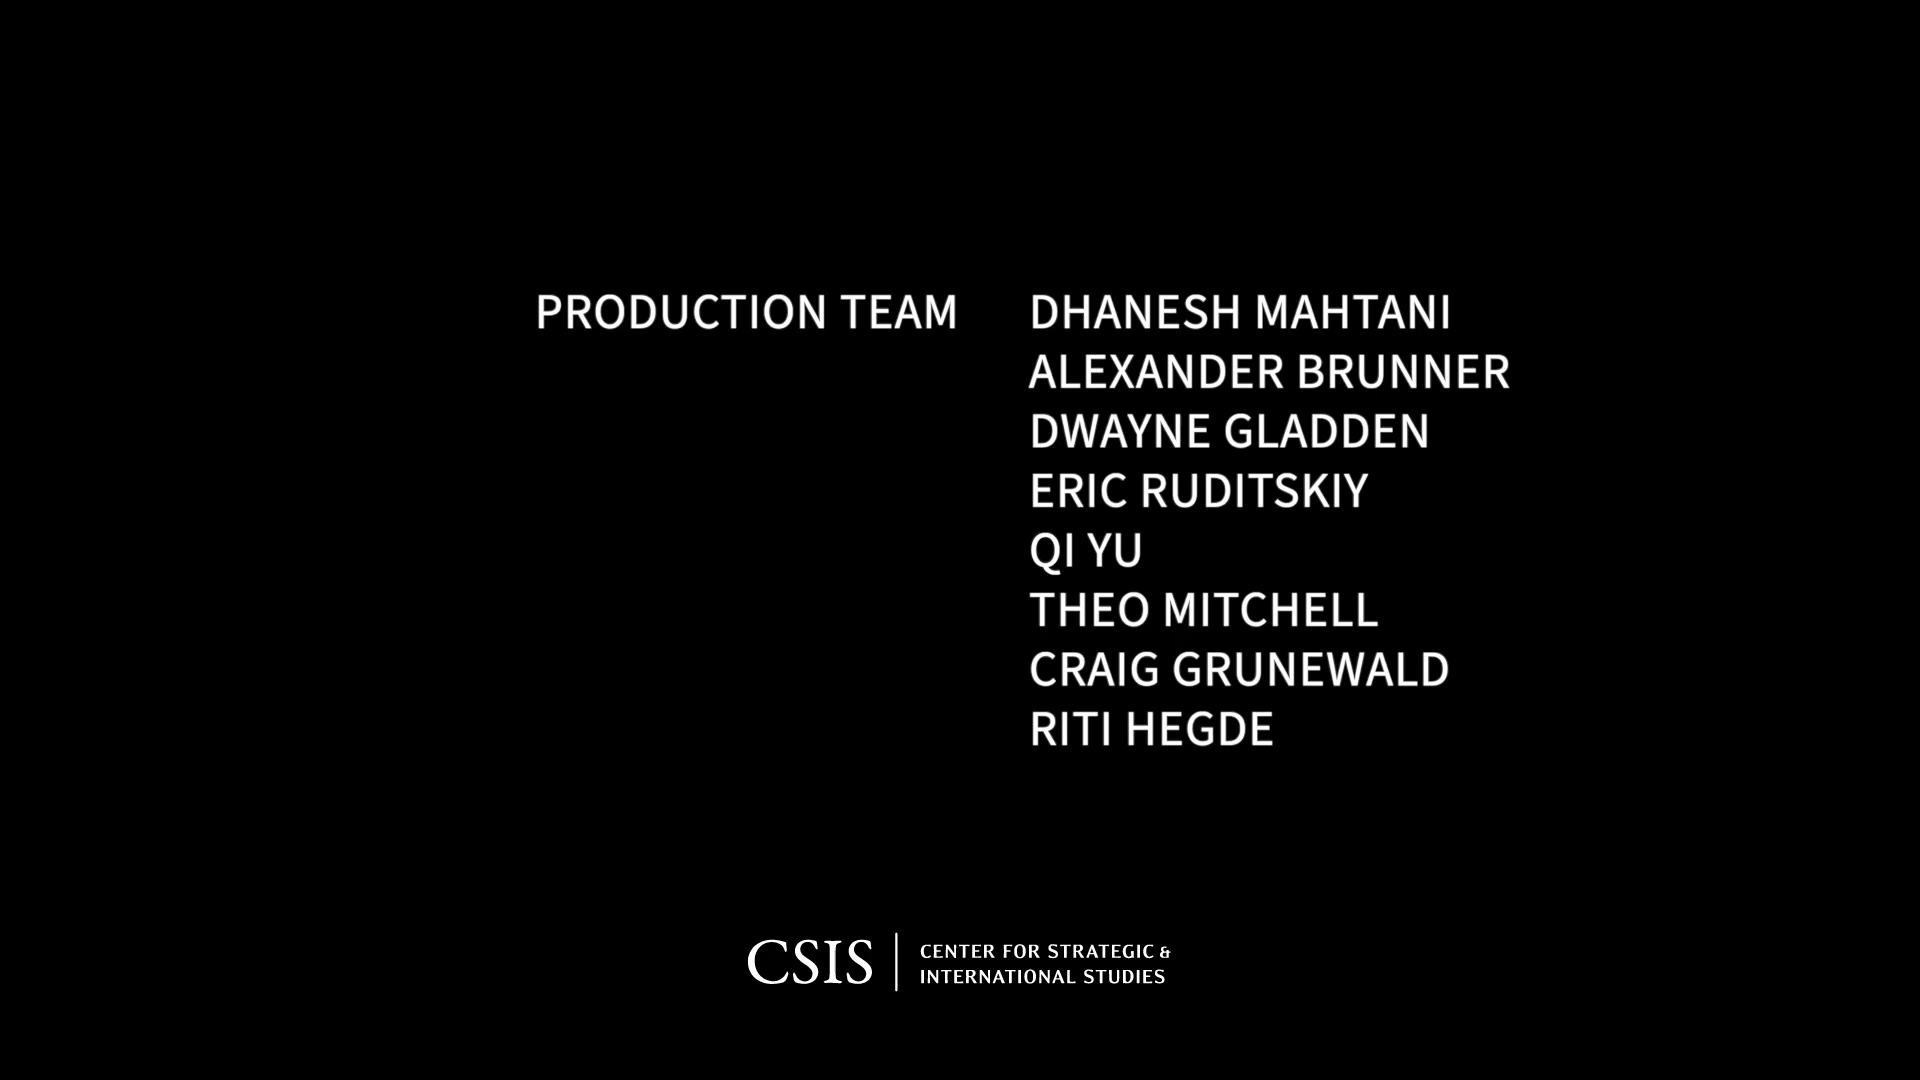 PRODUCTION TEAM DHANESH MAHTANI
ALEXANDER BRUNNER
DWAYNE GLADDEN
ERIC RUDITSKIY
QI YU
THEO MITCHELL
CRAIG GRUNEWALD
RITI HEGDE
CSIS
CENTER FOR STRATEGIC &
INTERNATIONAL STUDIES